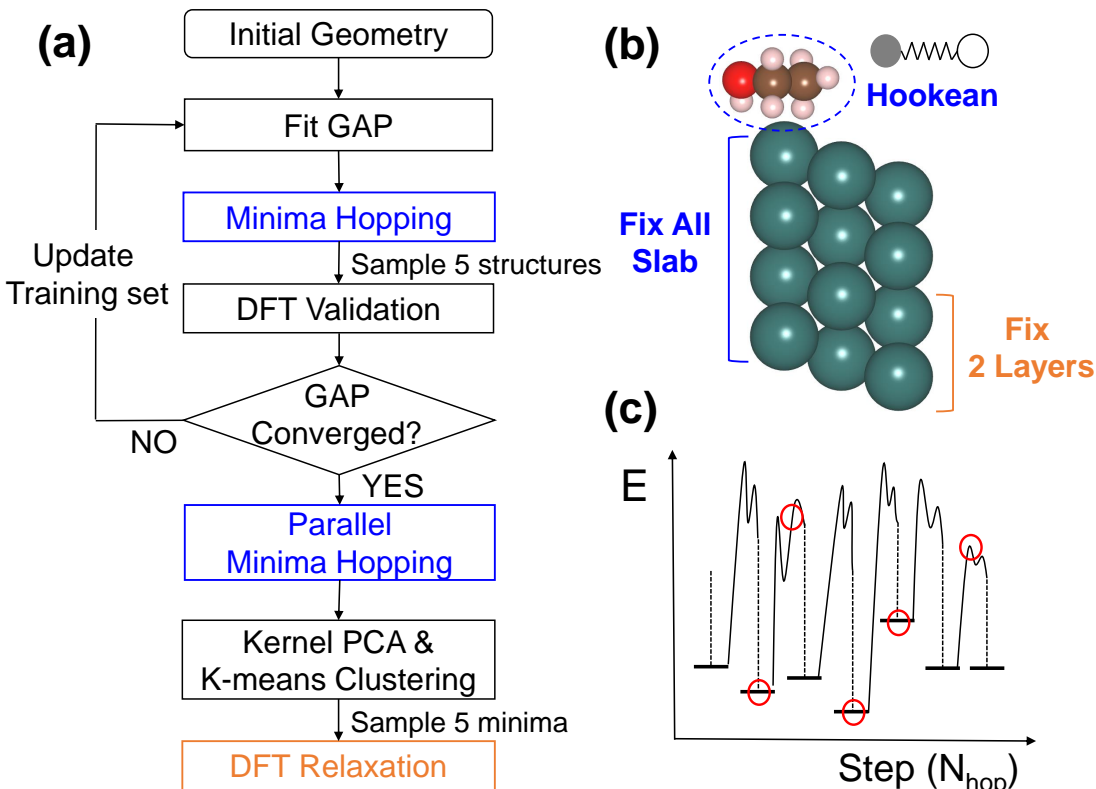 (a)
Initial Geometry
Fit GAP
Minima Hopping
Sample 5 structures
Update
Training set
DFT Validation
GAP
Converged?
NO
YES
Parallel
Minima Hopping
Kernel PCA &
K-means Clustering
Sample 5 minima
DFT Relaxation
(b)
Hookean
Fix All
Slab
Fix
2 Layers
(c)
E
Step (N_hop)